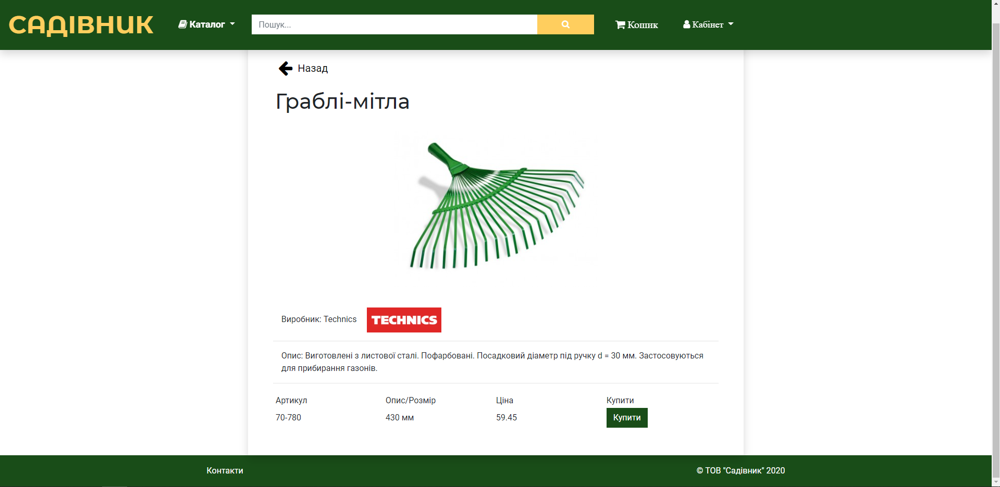 САДІВНИК
Каталог
Пошук...
Кошик
Кабінет
Назад
Граблі-мітла
Виробник: Technics
TECHNICS
Опис: Виготовлені з листової сталі. Пофарбовані. Посадковий діаметр під ручку d = 30 мм. Застосовуються
для прибирання газонів.
Артикул Опис/Розмір Ціна Купити
70-780 430 мм 59.45 Купити
Контакти
© ТОВ "Садівник" 2020